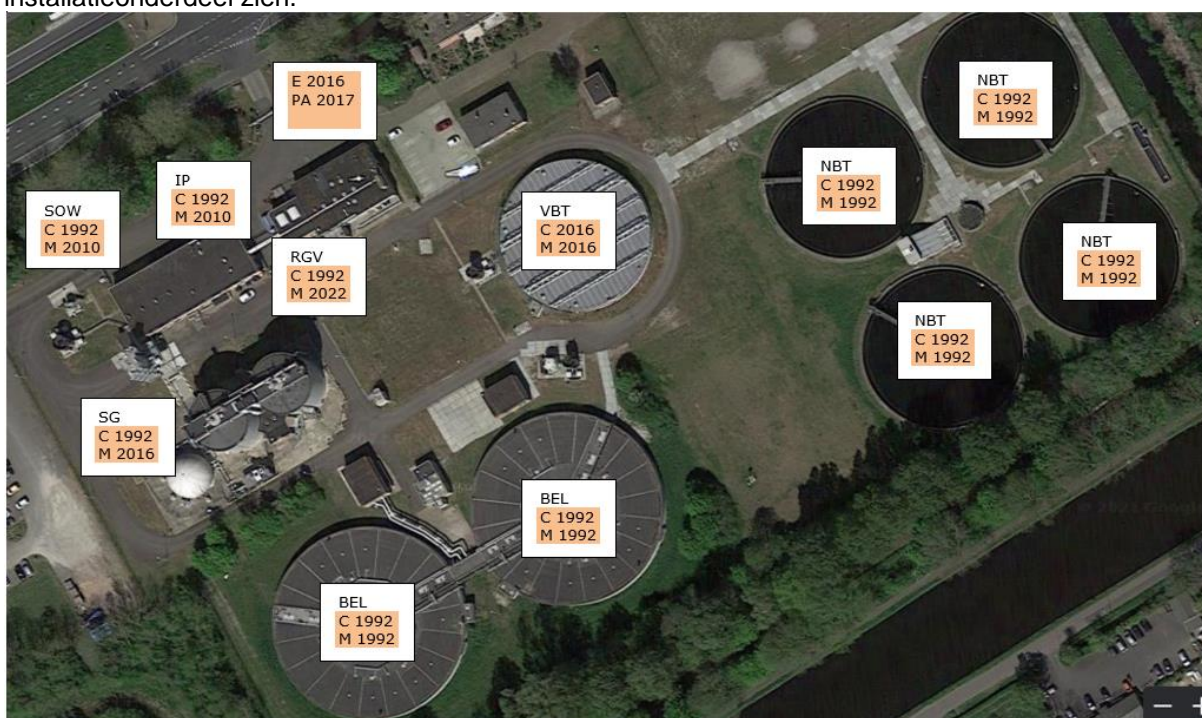 installatieonderdeel zien.
E 2016
PA 2017
NBT
C 1992
M 1992
NBT
C 1992
M 1992
IP
C 1992
M 2010
SOW
C 1992
M 2010
VBT
C 2016
M 2016
NBT
C 1992
M 1992
RGV
C 1992
M 2022
NBT
C 1992
M 1992
SG
C 1992
M 2016
BEL
C 1992
M 1992
BEL
C 1992
M 1992